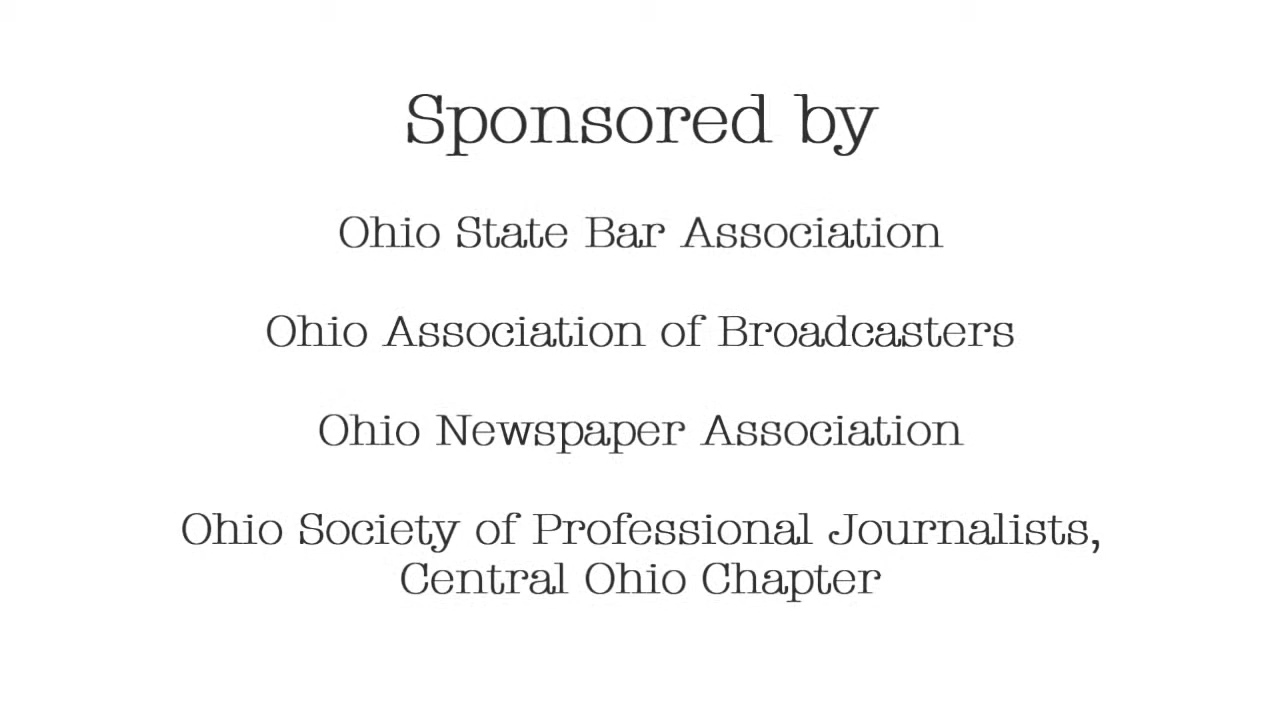 Sponsored by
Ohio State Bar Association
Ohio Association of Broadcasters
Ohio Newspaper Association
Ohio Society of Professional Journalists,
Central Ohio Chapter